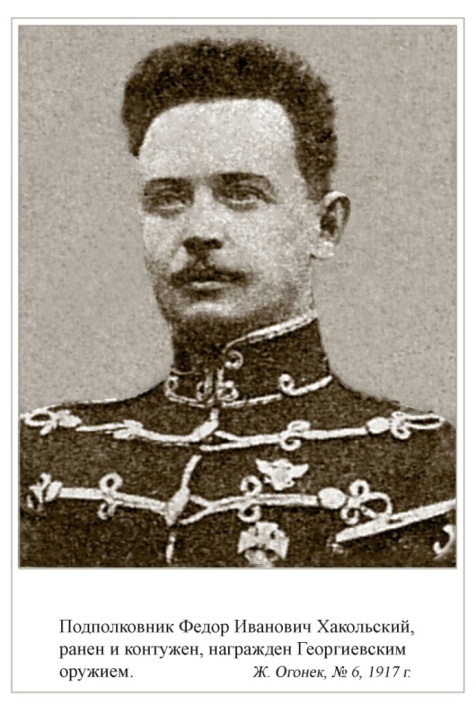 Подполковник Федор Иванович Хакольский,
ранен и контужен, награжден Георгиевским
оружием. Ж. Огонек, № 6, 1917 г.